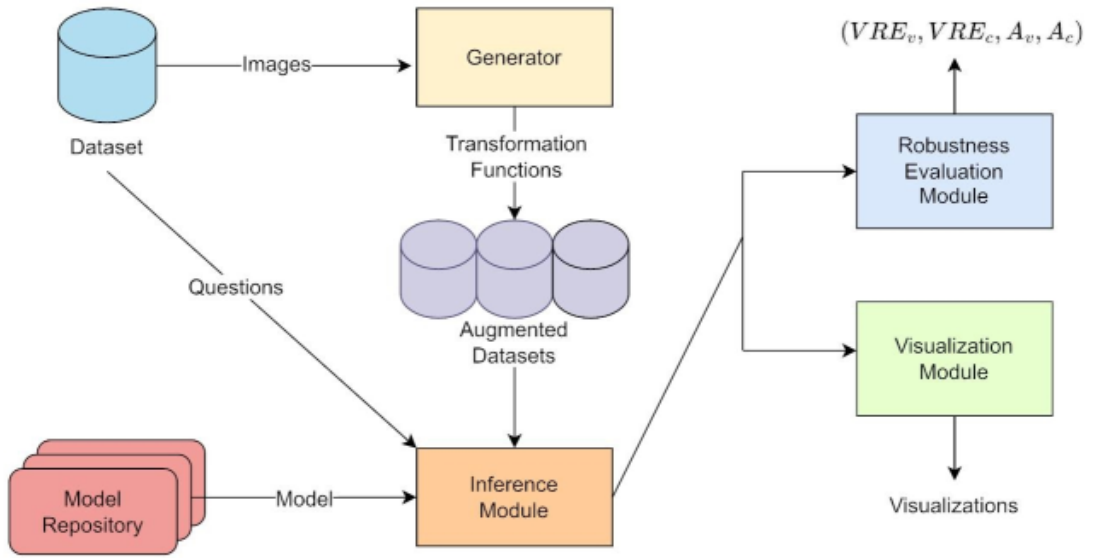 (VRE_v, VRE_c, A_v, A_c)
Images
Generator
Dataset
Transformation
Functions
Robustness
Evaluation
Module
Questions
Augmented
Datasets
Visualization
Module
Model
Repository
Model
Inference
Module
Visualizations